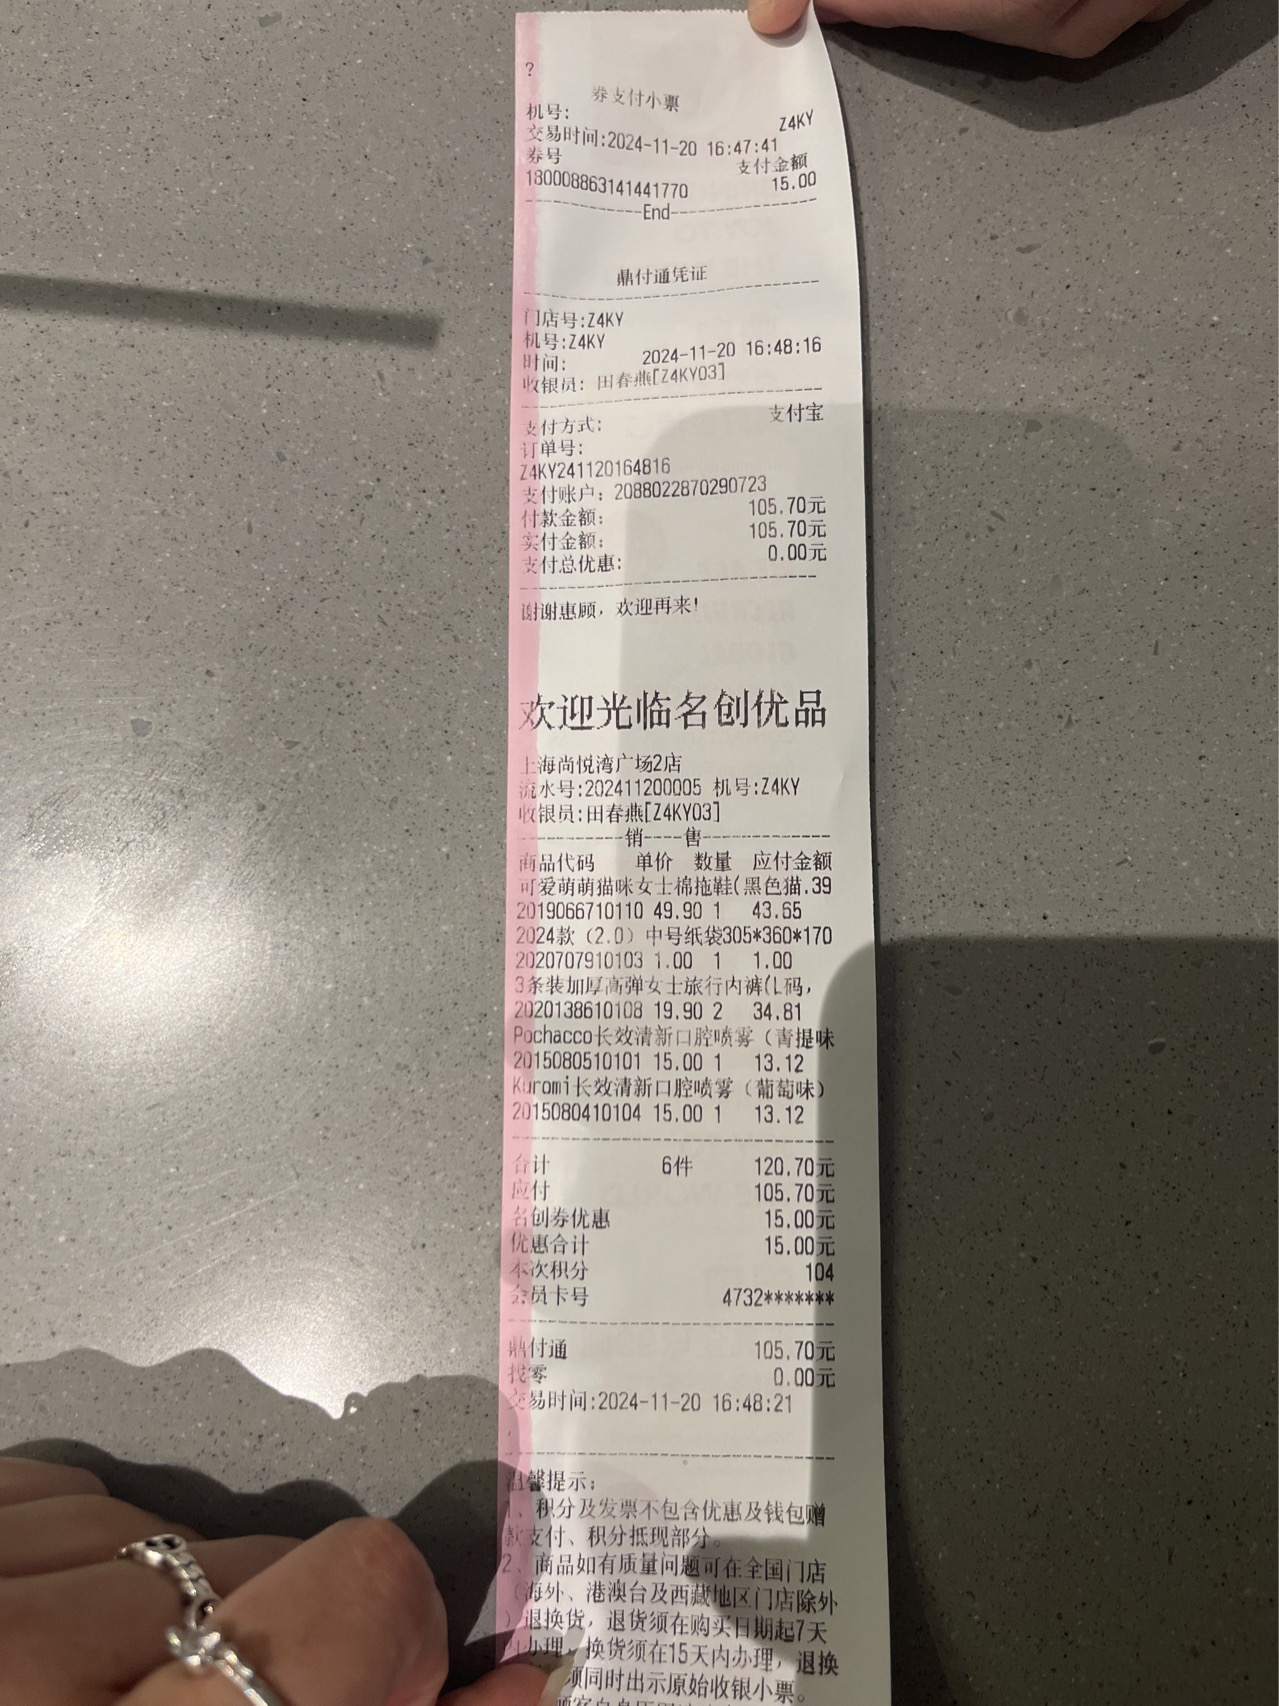 ?
券支付小票
机号: Z4KY
交易时间:2024-11-20 16:47:41
券号 支付金额
180008863141441770 15.00
--------End--------
鼎付通凭证
门店号:Z4KY
机号:Z4KY
时间: 2024-11-20 16:48:16
收银员: 田春燕[Z4KY03]
支付方式: 支付宝
订单号:
Z4KY241120164816
支付账户: 2088022870290723
付款金额: 105.70元
实付金额: 105.70元
支付总优惠: 0.00元
谢谢惠顾, 欢迎再来!
欢迎光临名创优品
上海尚悦湾广场2店
流水号:202411200005 机号:Z4KY
收银员:田春燕[Z4KY03]
--------销----售--------
商品代码 单价 数量 应付金额
可爱萌萌猫咪女士棉拖鞋(黑色猫.39
2019066710110 49.90 1 43.65
2024款（2.0）中号纸袋305*360*170
2020707910103 1.00 1 1.00
3条装加厚高弹女士旅行内裤(L码,
2020138610108 19.90 2 34.81
Pochacco长效清新口腔喷雾（青提味
2015080510101 15.00 1 13.12
Kuromi长效清新口腔喷雾（葡萄味）
2015080410104 15.00 1 13.12
合计 6件 120.70元
应付 105.70元
名创券优惠 15.00元
优惠合计 15.00元
本次积分 104
会员卡号 4732*******
鼎付通 105.70元
找零 0.00元
交易时间:2024-11-20 16:48:21
温馨提示:
1、积分及发票不包含优惠及钱包赠
款支付、积分抵现部分。
2、商品如有质量问题可在全国门店
（海外、港澳台及西藏地区门店除外
）退换货, 退货须在购买日期起7天
内办理, 换货须在15天内办理, 退换
须同时出示原始收银小票。